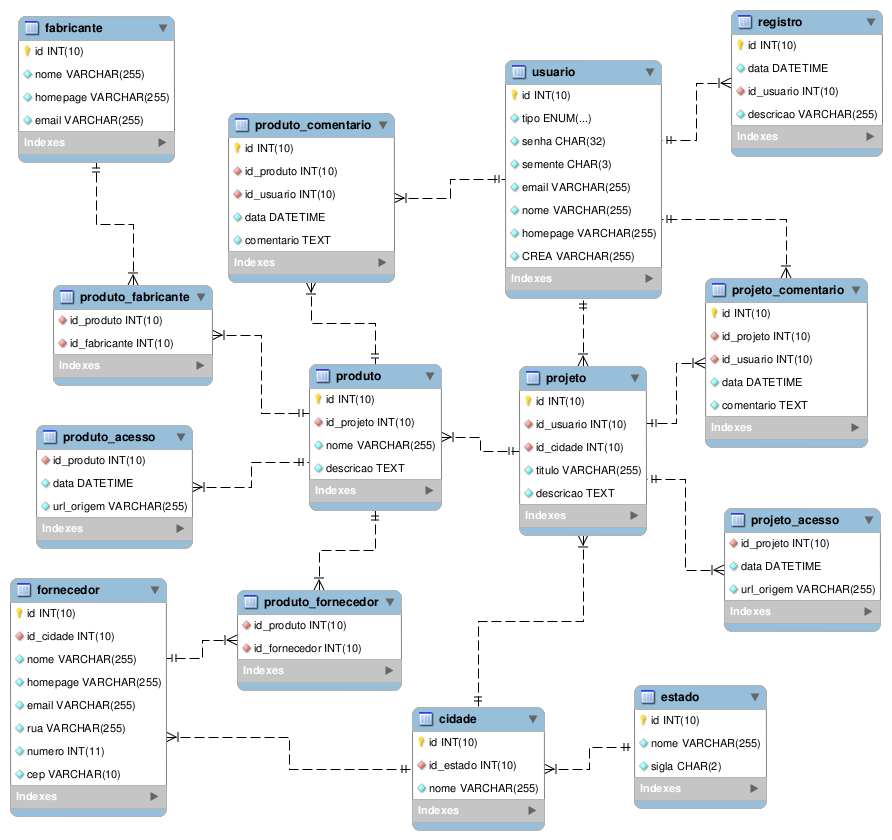 fabricante
id INT(10)
nome VARCHAR(255)
homepage VARCHAR(255)
email VARCHAR(255)
Indexes
registro
id INT(10)
data DATETIME
id_usuario INT(10)
descricao VARCHAR(255)
Indexes
usuario
id INT(10)
tipo ENUM(...)
senha CHAR(32)
semente CHAR(3)
email VARCHAR(255)
nome VARCHAR(255)
homepage VARCHAR(255)
CREA VARCHAR(255)
Indexes
produto_comentario
id INT(10)
id_produto INT(10)
id_usuario INT(10)
data DATETIME
comentario TEXT
Indexes
produto_fabricante
id_produto INT(10)
id_fabricante INT(10)
Indexes
projeto_comentario
id INT(10)
id_projeto INT(10)
id_usuario INT(10)
data DATETIME
comentario TEXT
Indexes
produto
id INT(10)
id_projeto INT(10)
nome VARCHAR(255)
descricao TEXT
Indexes
projeto
id INT(10)
id_usuario INT(10)
id_cidade INT(10)
titulo VARCHAR(255)
descricao TEXT
Indexes
produto_acesso
id_produto INT(10)
data DATETIME
url_origem VARCHAR(255)
Indexes
projeto_acesso
id_projeto INT(10)
data DATETIME
url_origem VARCHAR(255)
Indexes
fornecedor
id INT(10)
id_cidade INT(10)
nome VARCHAR(255)
homepage VARCHAR(255)
email VARCHAR(255)
rua VARCHAR(255)
numero INT(11)
cep VARCHAR(10)
Indexes
produto_fornecedor
id_produto INT(10)
id_fornecedor INT(10)
Indexes
cidade
id INT(10)
id_estado INT(10)
nome VARCHAR(255)
Indexes
estado
id INT(10)
nome VARCHAR(255)
sigla CHAR(2)
Indexes